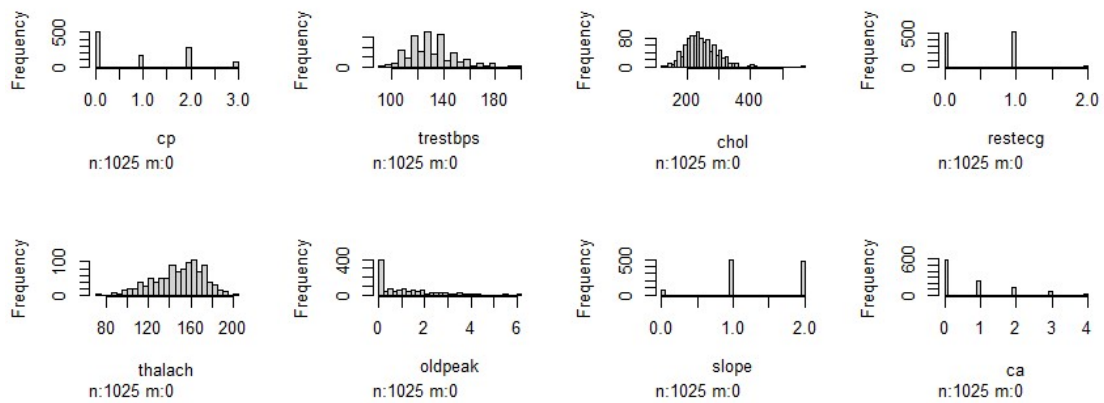 Frequency
0 500
0.0 1.0 2.0 3.0
cp
n:1025 m:0
Frequency
0
100 140 180
trestbps
n:1025 m:0
Frequency
0 80
200 400
chol
n:1025 m:0
Frequency
0 500
0.0 1.0 2.0
restecg
n:1025 m:0
Frequency
0 100
80 120 160 200
thalach
n:1025 m:0
Frequency
0 400
0 2 4 6
oldpeak
n:1025 m:0
Frequency
0 500
0.0 1.0 2.0
slope
n:1025 m:0
Frequency
0 600
0 1 2 3 4
ca
n:1025 m:0